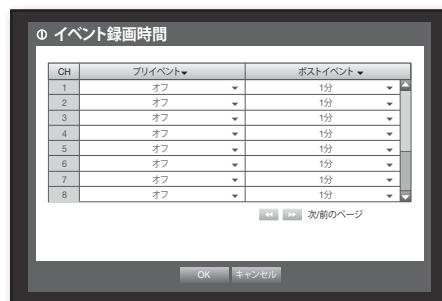 イベント録画時間
CH プリイベント ポストイベント
1 オフ 1分
2 オフ 1分
3 オフ 1分
4 オフ 1分
5 オフ 1分
6 オフ 1分
7 オフ 1分
8 オフ 1分
次/前のページ
OK キャンセル